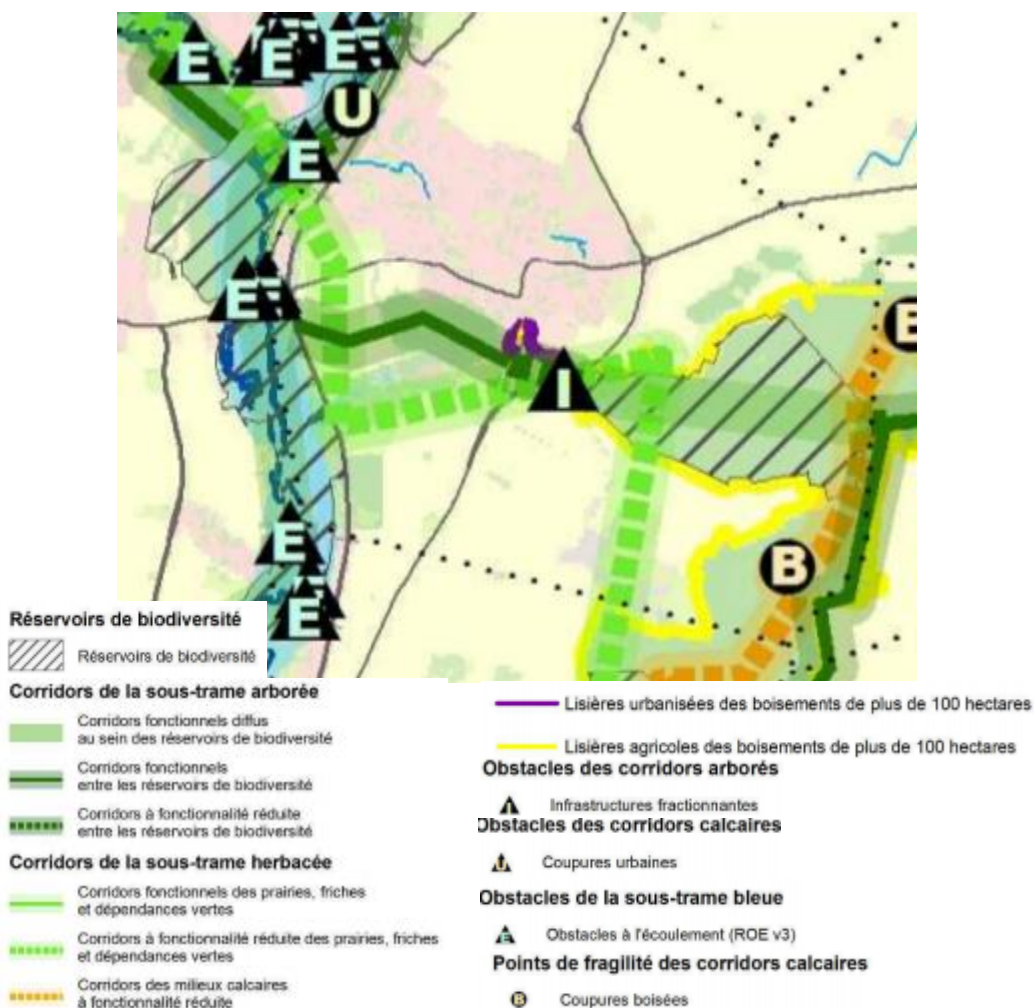 E
E
E
E
U
E
E
E
I
B
B
E
E
Réservoirs de biodiversité
Réservoirs de biodiversité
Corridors de la sous-trame arborée
Corridors fonctionnels diffus
au sein des réservoirs de biodiversité
Corridors fonctionnels
entre les réservoirs de biodiversité
Corridors à fonctionnalité réduite
entre les réservoirs de biodiversité
Corridors de la sous-trame herbacée
Corridors fonctionnels des prairies, friches
et dépendances vertes
Corridors à fonctionnalité réduite des prairies, friches
et dépendances vertes
Corridors des milieux calcaires
à fonctionnalité réduite
Lisières urbanisées des boisements de plus de 100 hectares
Lisières agricoles des boisements de plus de 100 hectares
Obstacles des corridors arborés
I Infrastructures fractionnantes
Obstacles des corridors calcaires
U Coupures urbaines
Obstacles de la sous-trame bleue
E Obstacles à l'écoulement (ROE v3)
Points de fragilité des corridors calcaires
B Coupures boisées